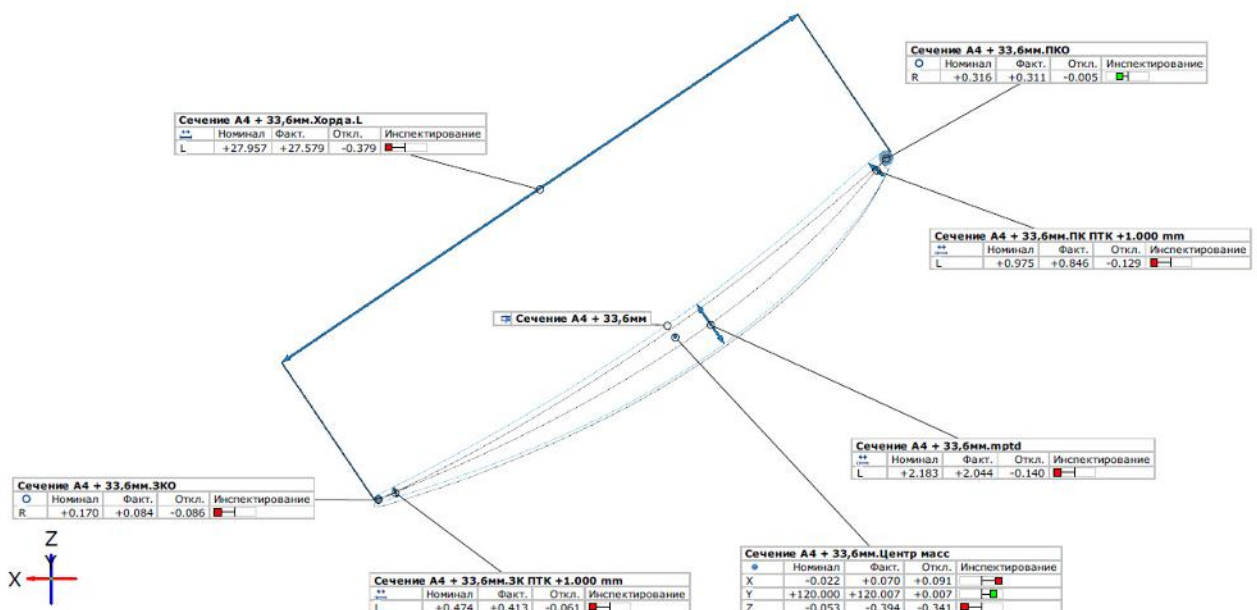 Сечение А4 + 33,6мм.ПКО
Номинал Факт. Откл. Инспектирование
R +0.316 +0.311 -0.005
Сечение А4 + 33,6мм.Хорда.L
Номинал Факт. Откл. Инспектирование
L +27.957 +27.579 -0.379
Сечение А4 + 33,6мм.ПК ПТК +1.000 mm
Номинал Факт. Откл. Инспектирование
L +0.975 +0.846 -0.129
Сечение А4 + 33,6мм
Сечение А4 + 33,6мм.mptd
Номинал Факт. Откл. Инспектирование
L +2.183 +2.044 -0.140
Сечение А4 + 33,6мм.ЗКО
Номинал Факт. Откл. Инспектирование
R +0.170 +0.084 -0.086
Z
Y
X
Сечение А4 + 33,6мм.Центр масс
Номинал Факт. Откл. Инспектирование
X -0.022 +0.070 +0.091
Y +120.000 +120.007 +0.007
Z -0.053 -0.394 -0.341
Сечение А4 + 33,6мм.ЗК ПТК +1.000 mm
Номинал Факт. Откл. Инспектирование
L +0.474 +0.413 -0.061